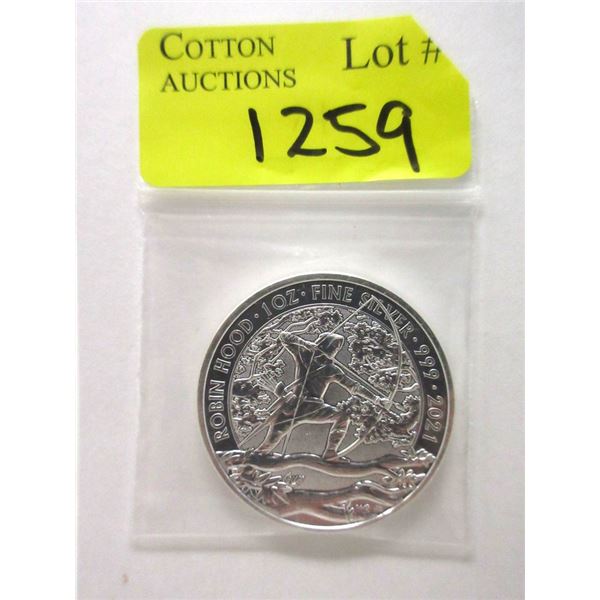 COTTON
AUCTIONS
Lot #
1259
ROBIN HOOD · 1 OZ · FINE SILVER · 999 · 2021